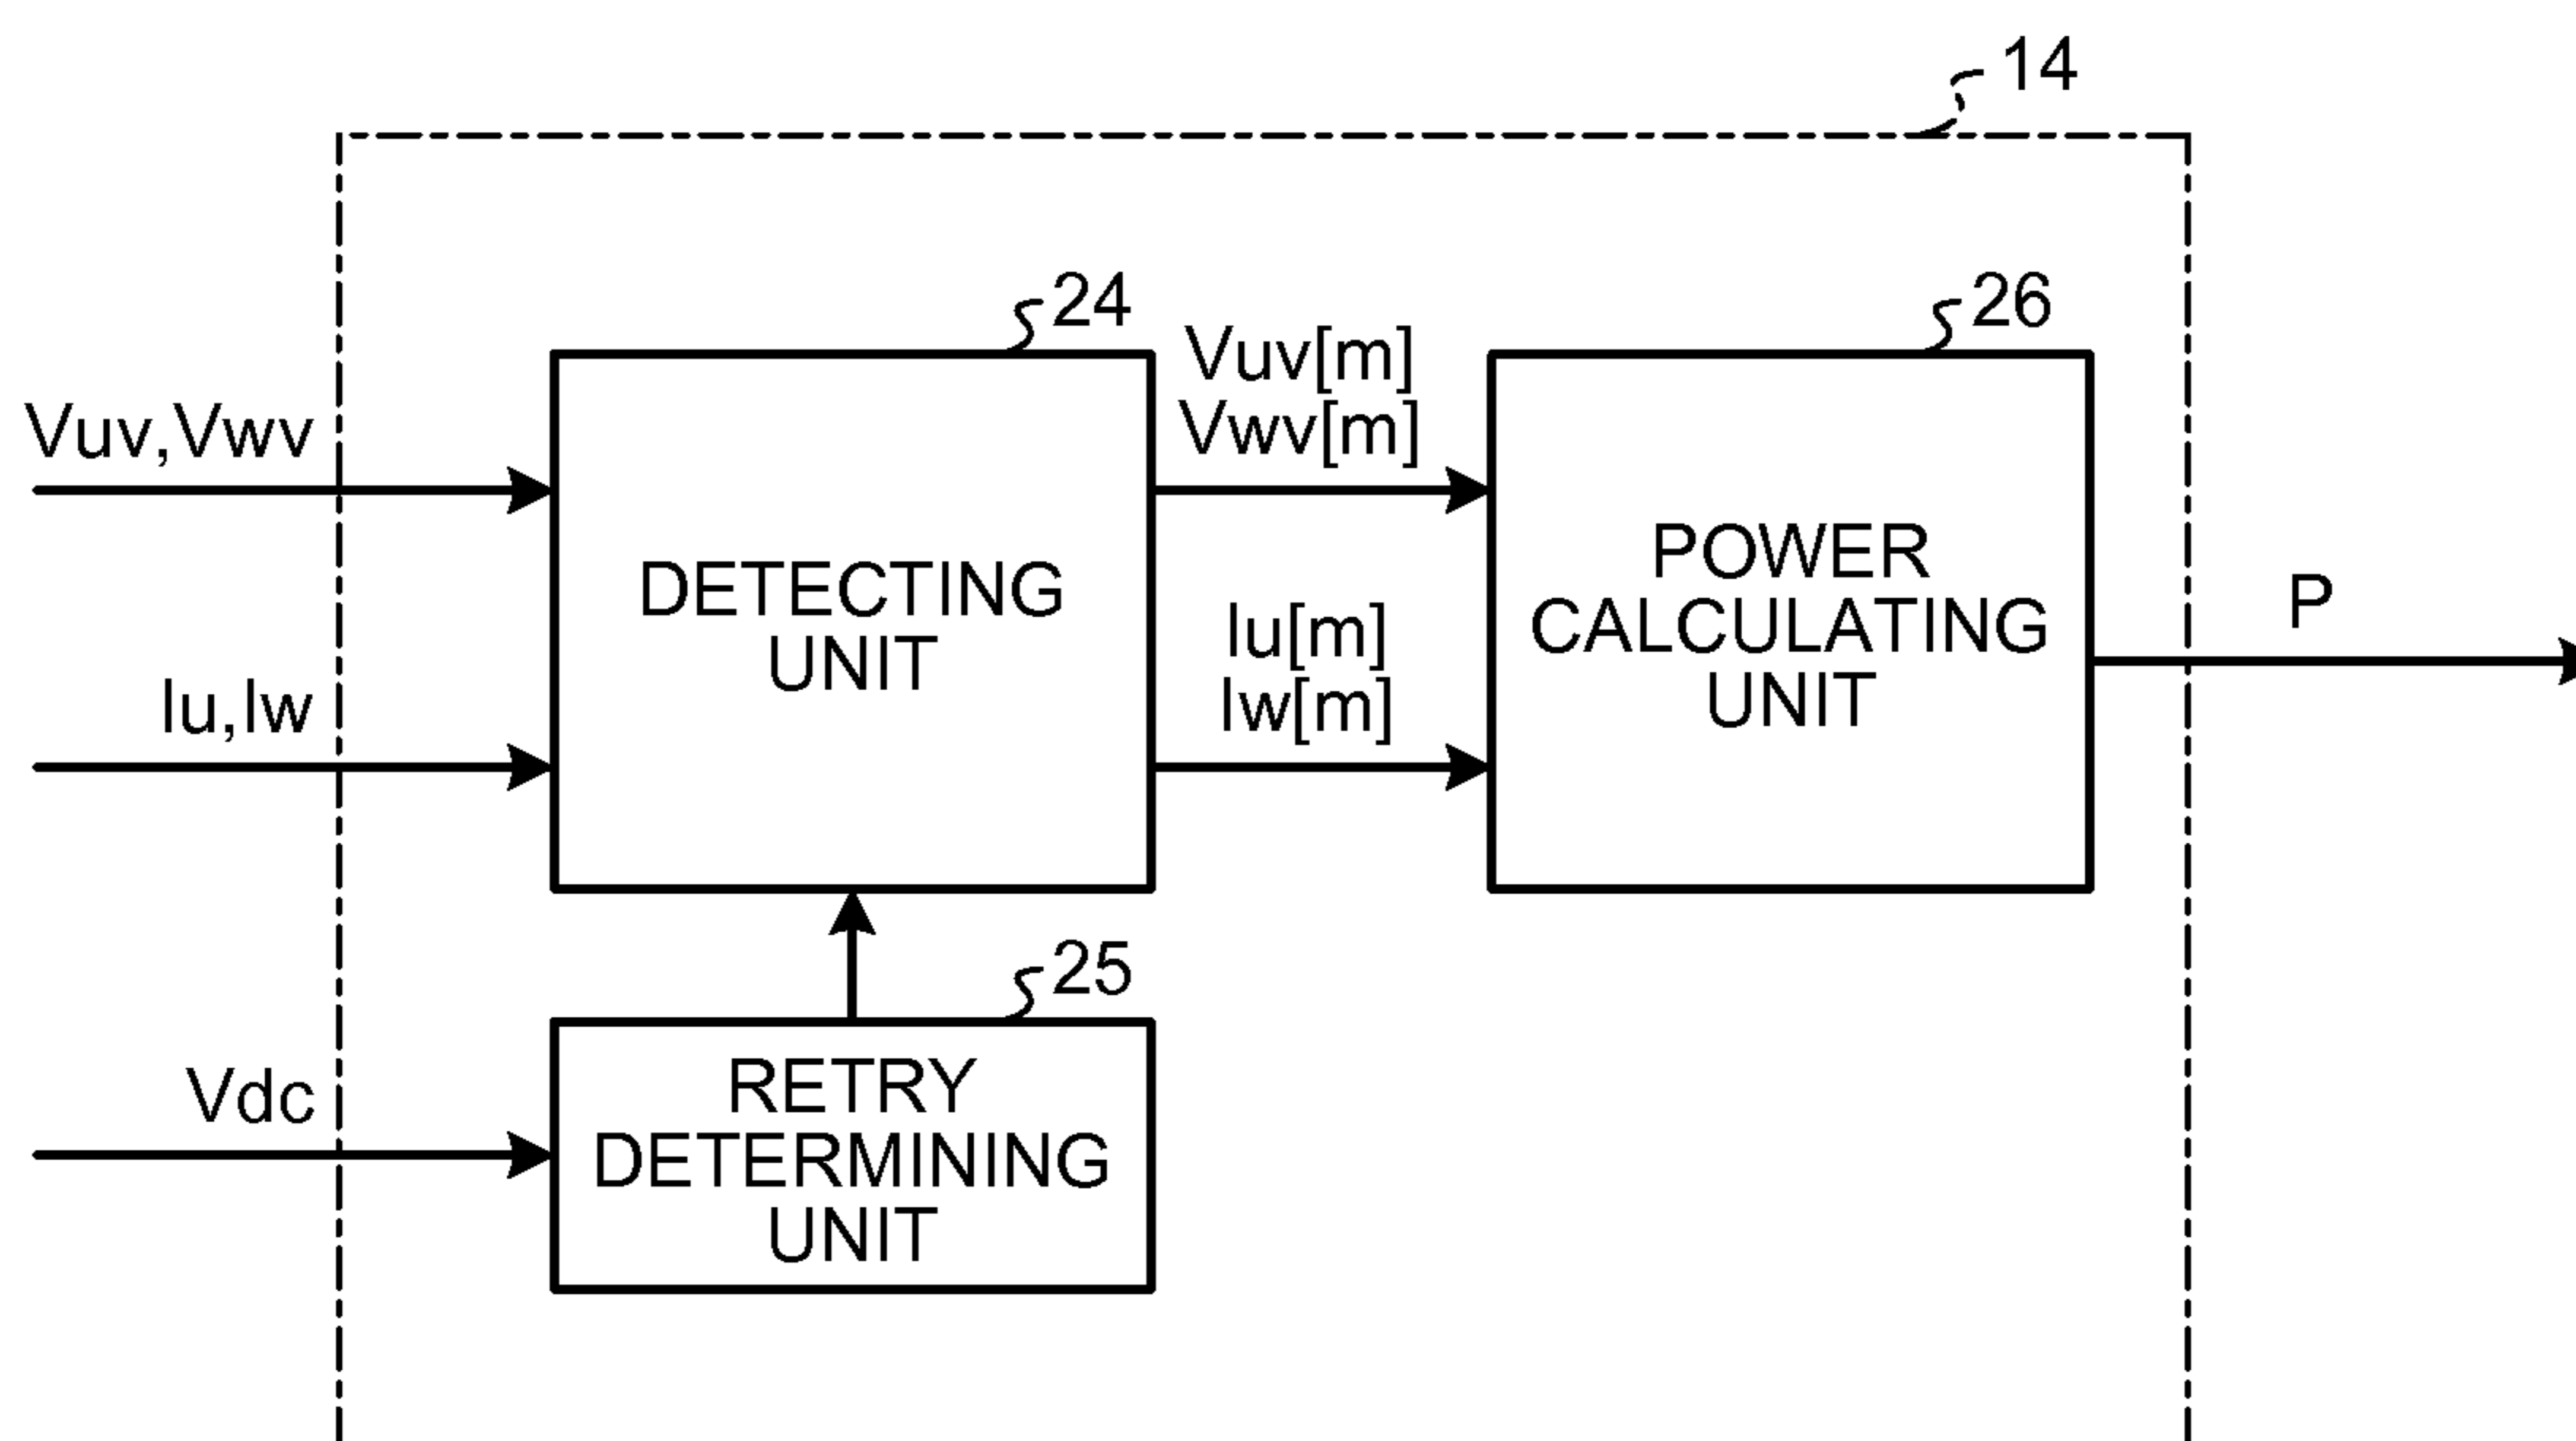 14
24
26
Vuv[m]
Vwv[m]
Vuv,Vwv
DETECTING
UNIT
POWER
CALCULATING
UNIT
P
Iu[m]
Iw[m]
Iu,Iw
25
RETRY
DETERMINING
UNIT
Vdc